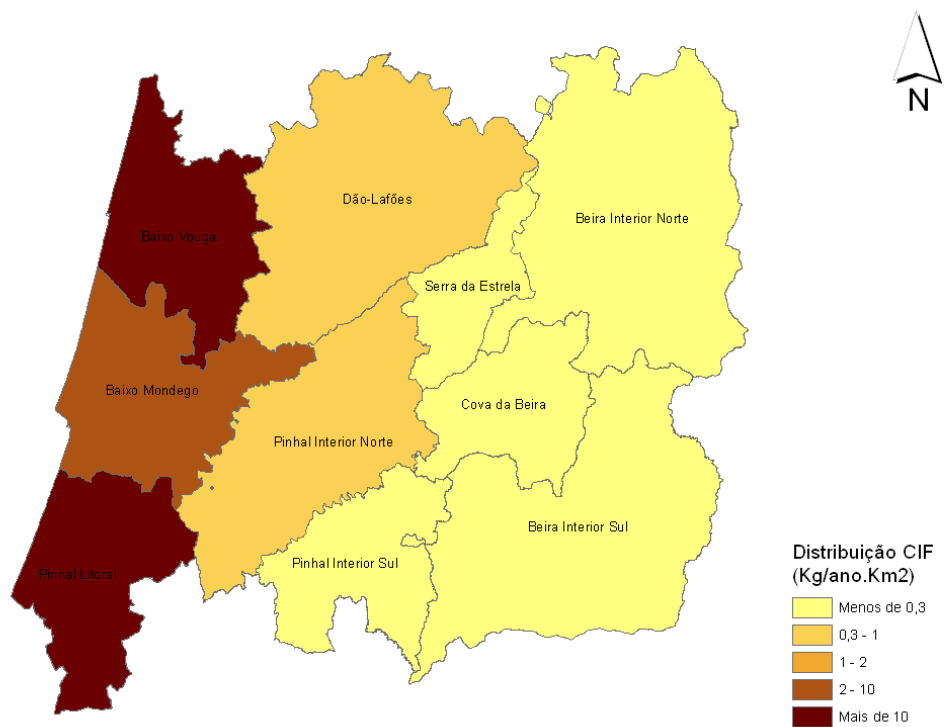 N
Dão-Lafões
Beira Interior Norte
Baixo Vouga
Serra da Estrela
Baixo Mondego
Cova da Beira
Pinhal Interior Norte
Beira Interior Sul
Pinhal Interior Sul
Pinhal Litoral
Distribuição CIF
(Kg/ano.Km2)
Menos de 0,3
0,3 - 1
1 - 2
2 - 10
Mais de 10